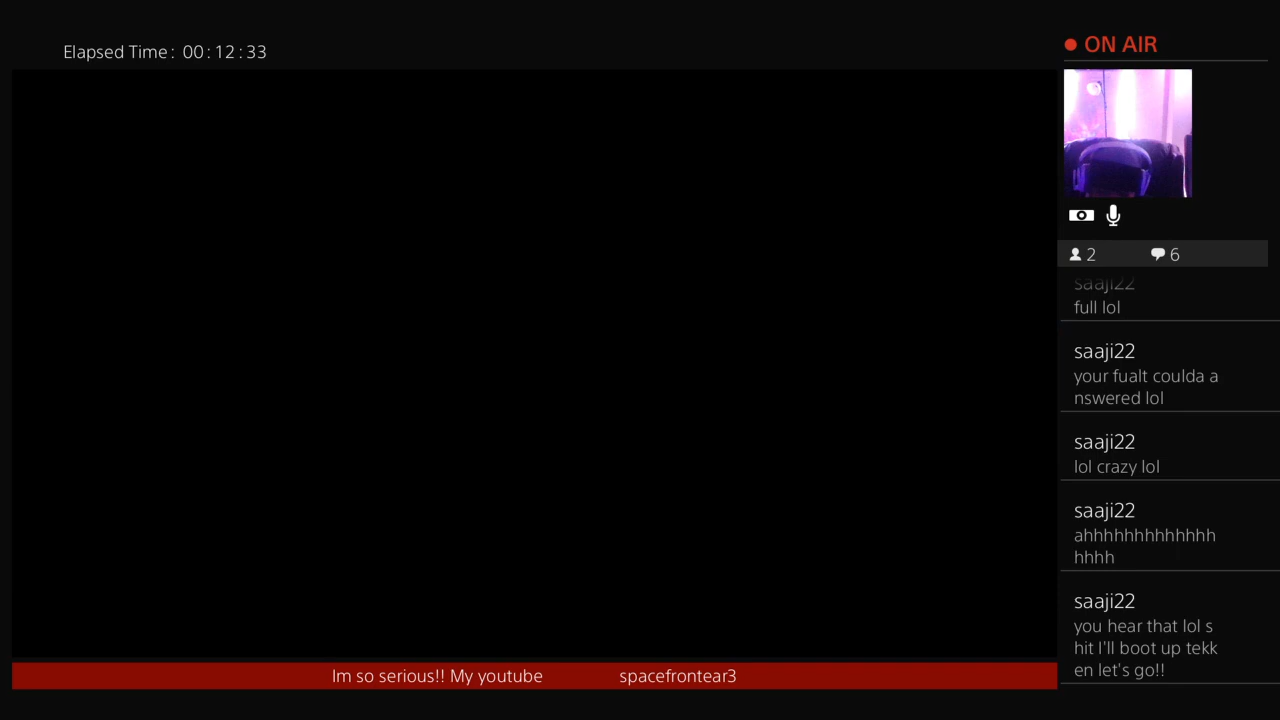 Elapsed Time: 00:12:33
ON AIR
2 6
saaji22
full lol
saaji22
your fualt coulda a
nswered lol
saaji22
lol crazy lol
saaji22
ahhhhhhhhhhhhh
hhhh
saaji22
you hear that lol s
hit I'll boot up tekk
en let's go!!
Im so serious!! My youtube spacefrontear3